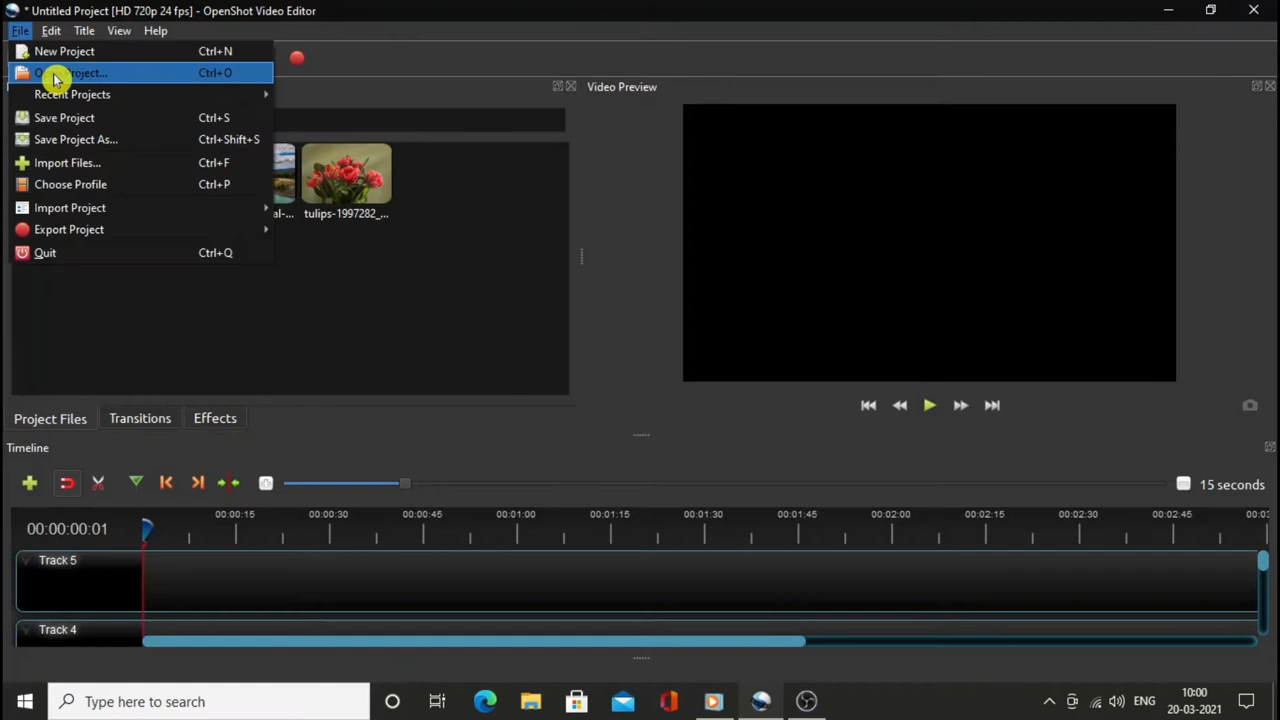 * Untitled Project [HD 720p 24 fps] - OpenShot Video Editor
File Edit Title View Help
New Project Ctrl+N
Project... Ctrl+O
Recent Projects
Save Project Ctrl+S
Save Project As... Ctrl+Shift+S
Import Files... Ctrl+F
Choose Profile Ctrl+P
Import Project
Export Project
Quit Ctrl+Q
Video Preview
al-... tulips-1997282_...
Project Files Transitions Effects
Timeline
15 seconds
00:00:00:01
00:00:15 00:00:30 00:00:45 00:01:00 00:01:15 00:01:30 00:01:45 00:02:00 00:02:15 00:02:30 00:02:45
Track 5
Track 4
Type here to search
ENG
10:00
20-03-2021